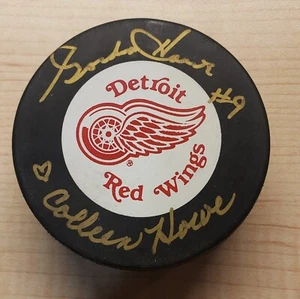 Gordie Howe
#9
Detroit
Red Wings
♡ Colleen Howe